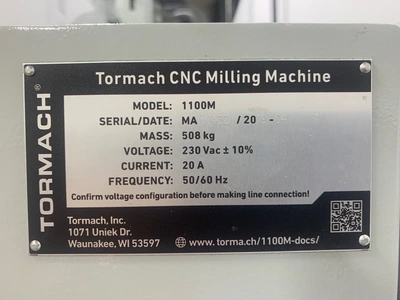 TORMACH®
Tormach CNC Milling Machine
MODEL: 1100M
SERIAL/DATE: MA / 20 -
MASS: 508 kg
VOLTAGE: 230 Vac ± 10%
CURRENT: 20 A
FREQUENCY: 50/60 Hz
Confirm voltage configuration before making line connection!
Tormach, Inc.
1071 Uniek Dr.
Waunakee, WI 53597
www.torma.ch/1100M-docs/